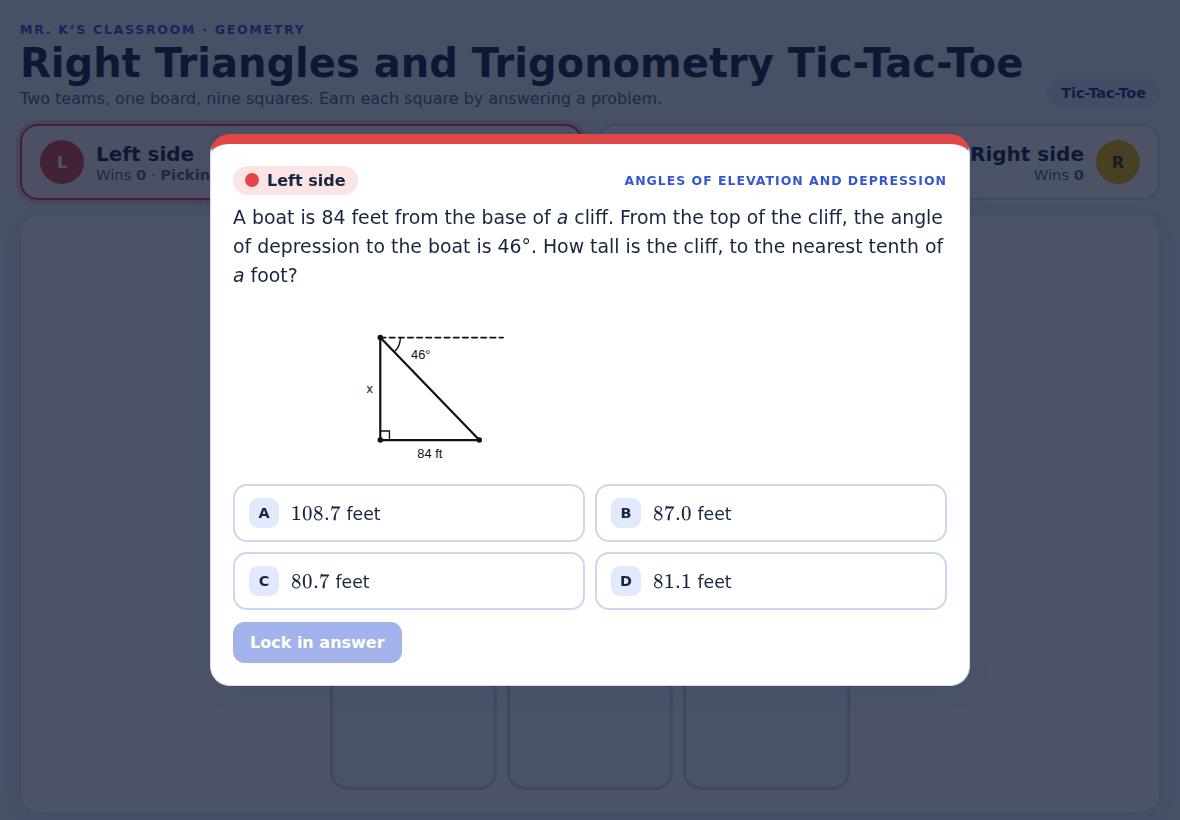 MR. K’S CLASSROOM · GEOMETRY
Right Triangles and Trigonometry Tic-Tac-Toe
Two teams, one board, nine squares. Earn each square by answering a problem.
Tic-Tac-Toe
L
Left side
Wins 0 · Pickin
Right side
Wins 0
R
Left side
ANGLES OF ELEVATION AND DEPRESSION
A boat is 84 feet from the base of a cliff. From the top of the cliff, the angle
of depression to the boat is 46°. How tall is the cliff, to the nearest tenth of
a foot?
46°
x
84 ft
A 108.7 feet
B 87.0 feet
C 80.7 feet
D 81.1 feet
Lock in answer